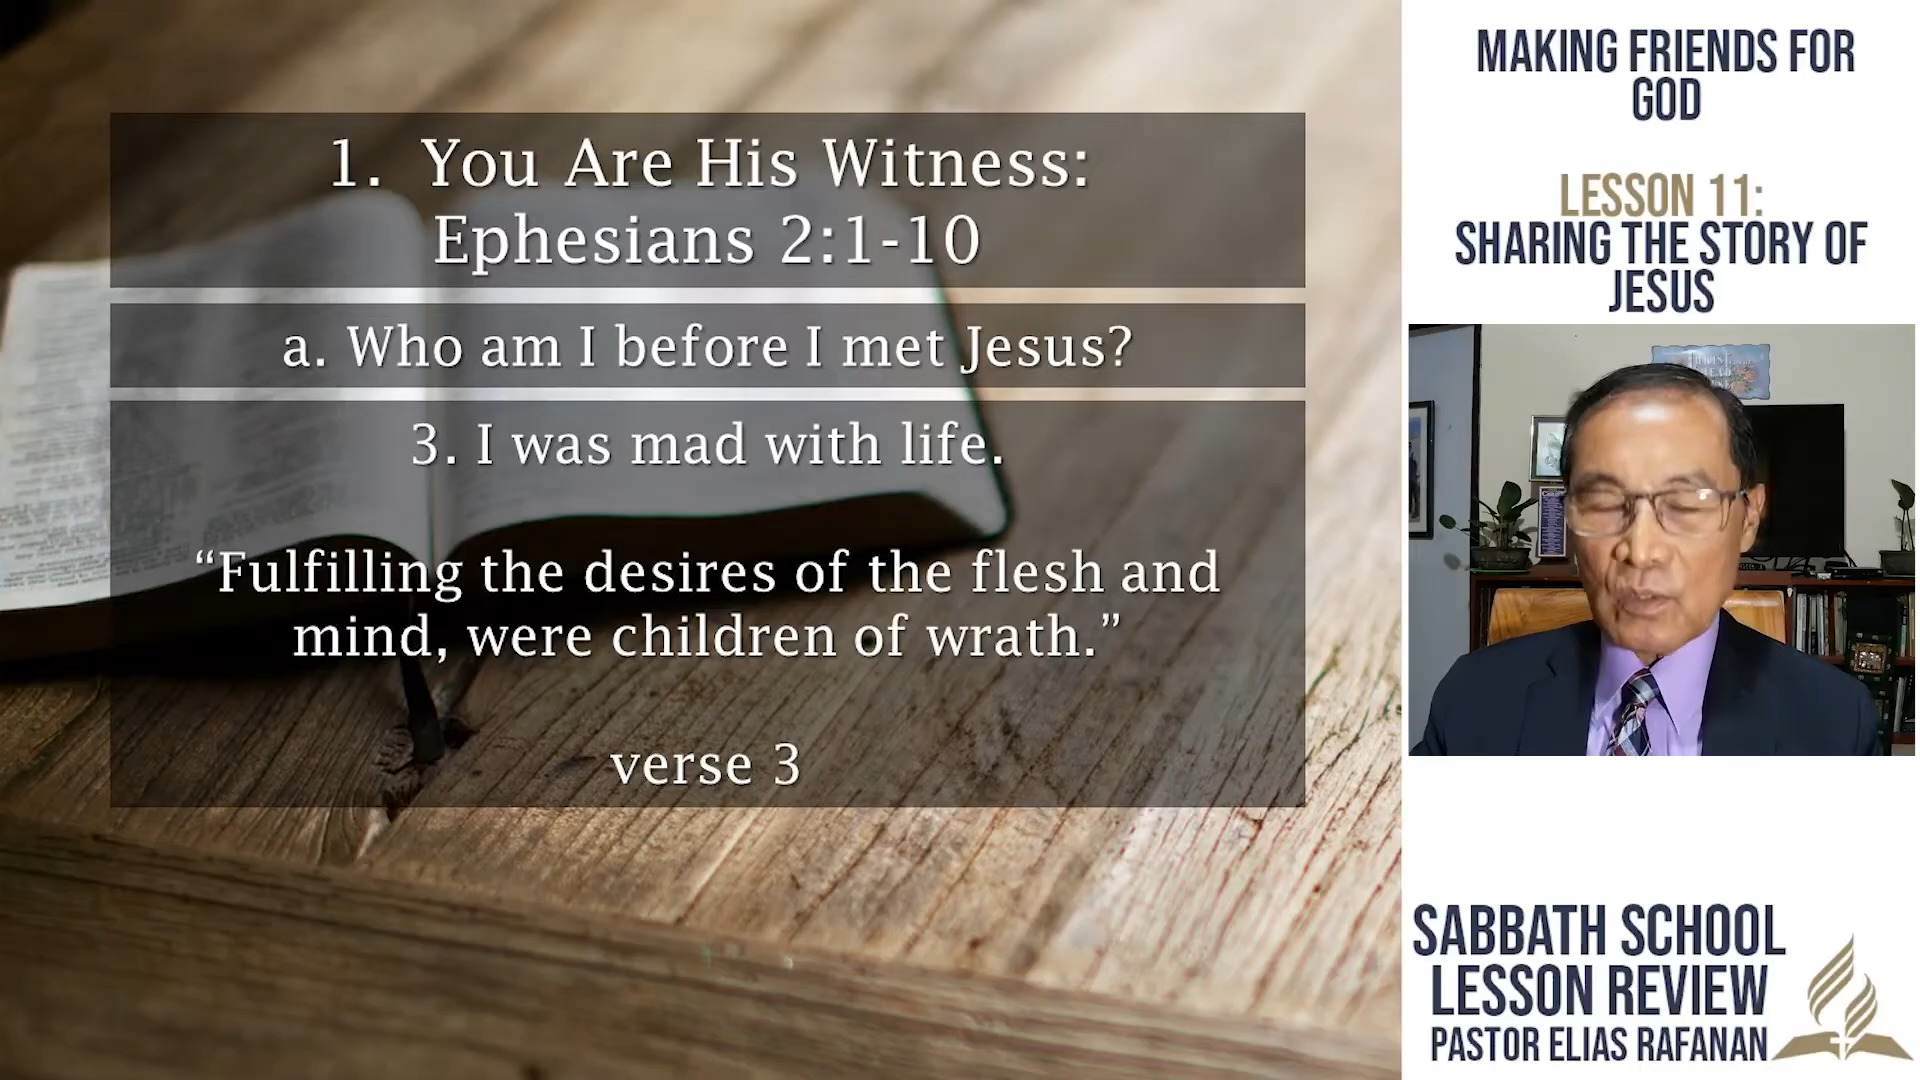 1. You Are His Witness:
Ephesians 2:1-10
a. Who am I before I met Jesus?
3. I was mad with life.
“Fulfilling the desires of the flesh and
mind, were children of wrath.”
verse 3
MAKING FRIENDS FOR
GOD
LESSON 11:
SHARING THE STORY OF
JESUS
SABBATH SCHOOL
LESSON REVIEW
PASTOR ELIAS RAFANAN